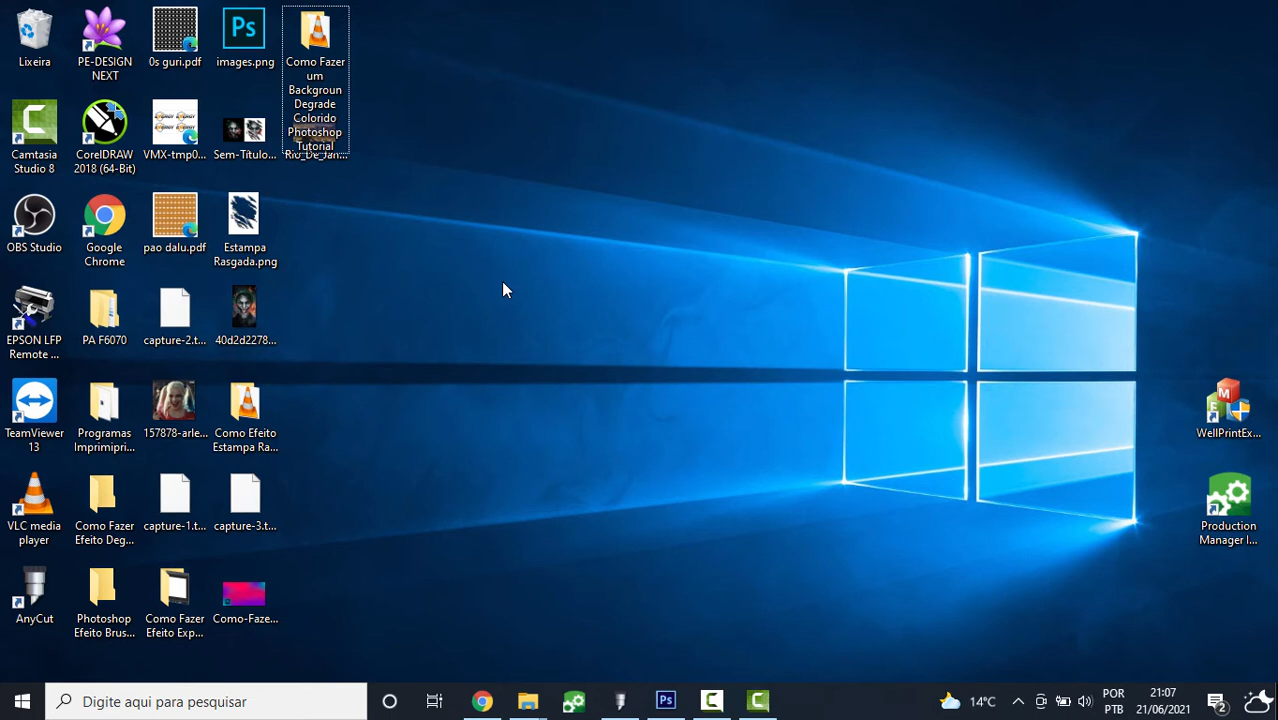 Lixeira
PE-DESIGN
NEXT
0s guri.pdf
Ps
images.png
Como Fazer
um
Backgroun
Degrade
Colorido
Photoshop
Tutorial
Camtasia
Studio 8
CorelDRAW
2018 (64-Bit)
VMX-tmp0...
Sem-Titulo...
Rio_De_Jan...
OBS Studio
Google
Chrome
pao dalu.pdf
Estampa
Rasgada.png
EPSON LFP
Remote ...
PA F6070
capture-2.t...
40d2d2278...
TeamViewer
13
Programas
Imprimipri...
157878-arle...
Como Efeito
Estampa Ra...
WellPrintEx...
VLC media
player
Como Fazer
Efeito Deg...
capture-1.t...
capture-3.t...
Production
Manager I...
AnyCut
Photoshop
Efeito Brus...
Como Fazer
Efeito Exp...
Como-Faze...
Digite aqui para pesquisar
Ps
14°C
POR
PTB
21:07
21/06/2021
2